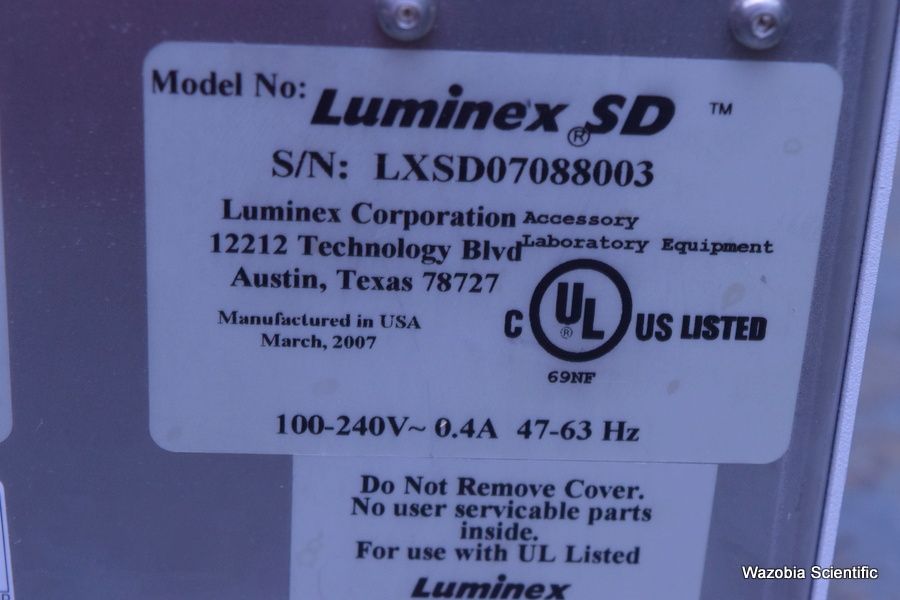 Model No: Luminex® SD ™
S/N: LXSD07088003
Luminex Corporation
12212 Technology Blvd
Austin, Texas 78727
Manufactured in USA
March, 2007
Accessory
Laboratory Equipment
C UL® US LISTED
69NF
100-240V~ 0.4A 47-63 Hz
Do Not Remove Cover.
No user servicable parts
inside.
For use with UL Listed
Luminex
Wazobia Scientific